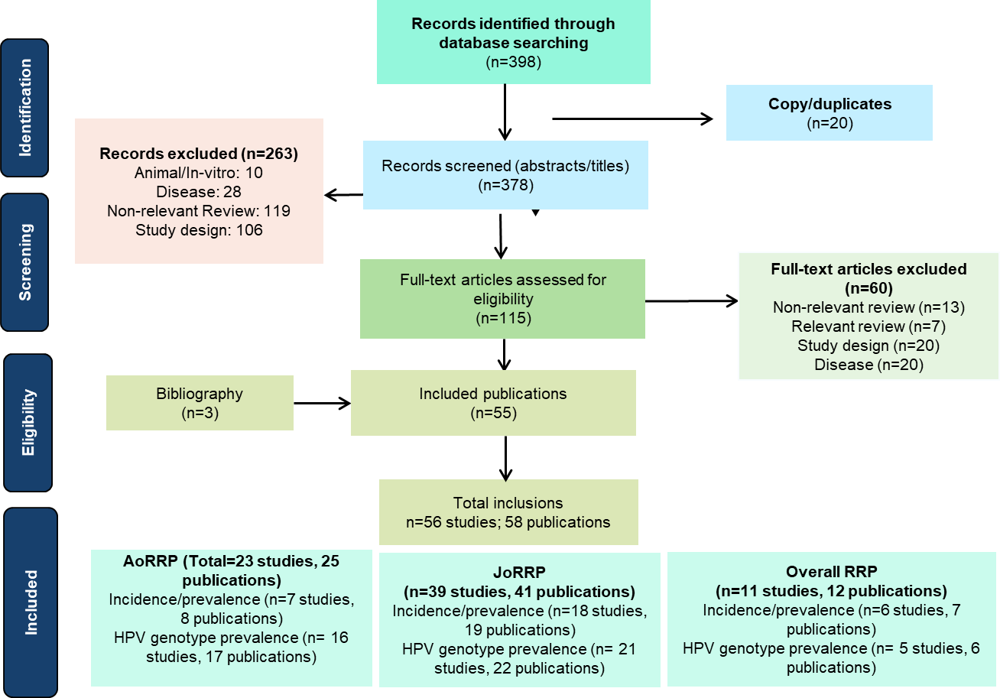 Identification
Screening
Eligibility
Included
Records identified through
database searching
(n=398)
Copy/duplicates
(n=20)
Records excluded (n=263)
Animal/In-vitro: 10
Disease: 28
Non-relevant Review: 119
Study design: 106
Records screened (abstracts/titles)
(n=378)
Full-text articles assessed for
eligibility
(n=115)
Full-text articles excluded
(n=60)
Non-relevant review (n=13)
Relevant review (n=7)
Study design (n=20)
Disease (n=20)
Bibliography
(n=3)
Included publications
(n=55)
Total inclusions
n=56 studies; 58 publications
AoRRP (Total=23 studies, 25
publications)
Incidence/prevalence (n=7 studies,
8 publications)
HPV genotype prevalence (n= 16
studies, 17 publications)
JoRRP
(n=39 studies, 41 publications)
Incidence/prevalence (n=18 studies,
19 publications)
HPV genotype prevalence (n= 21
studies, 22 publications)
Overall RRP
(n=11 studies, 12 publications)
Incidence/prevalence (n=6 studies, 7
publications)
HPV genotype prevalence (n= 5 studies, 6
publications)